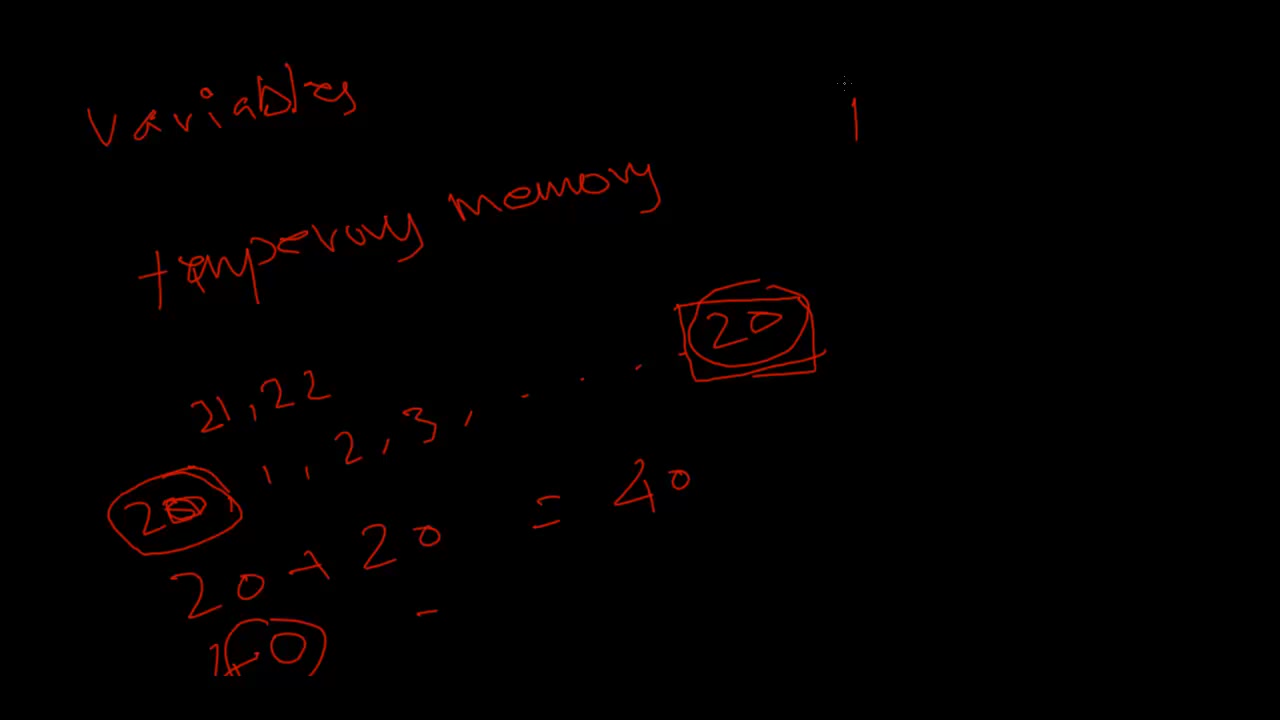 variables
1
temperory memory
20
21,22
1, 2, 3, . . .
20
20 + 20 = 40
-